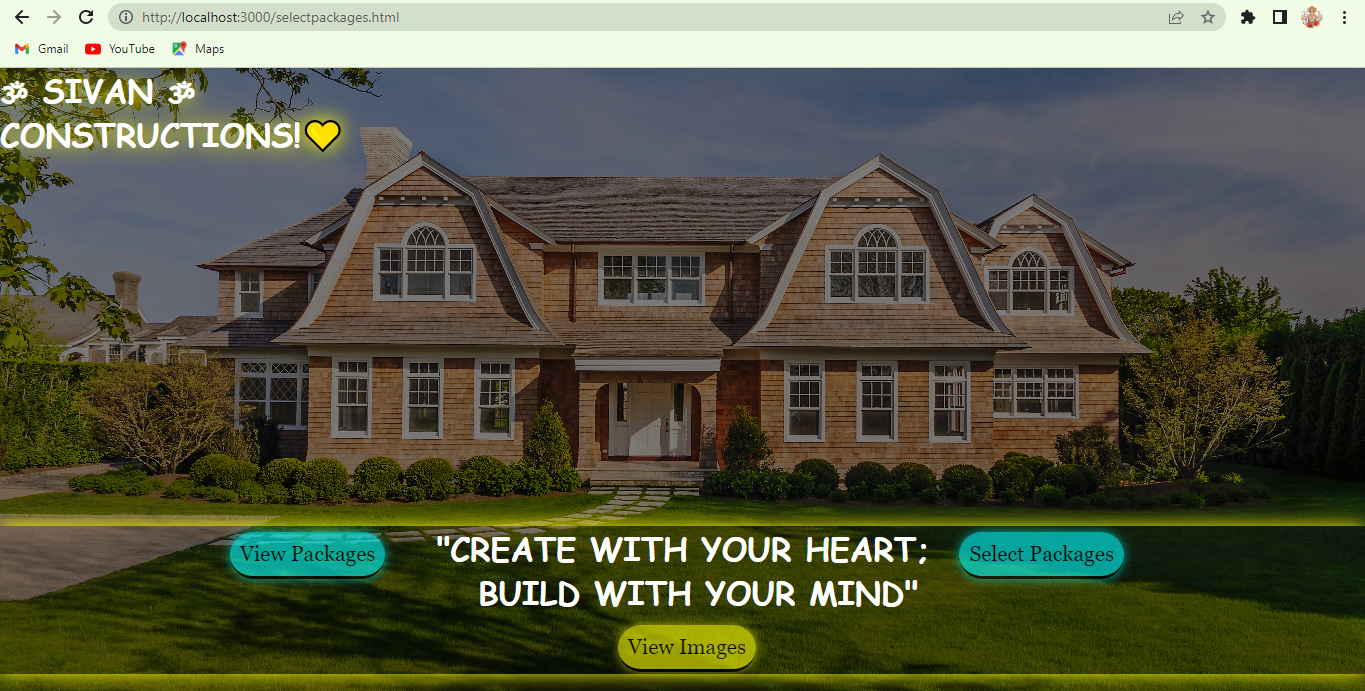 http://localhost:3000/selectpackages.html
Gmail YouTube Maps
ॐ SIVAN ॐ
CONSTRUCTIONS!💛
View Packages
"CREATE WITH YOUR HEART;
BUILD WITH YOUR MIND"
Select Packages
View Images